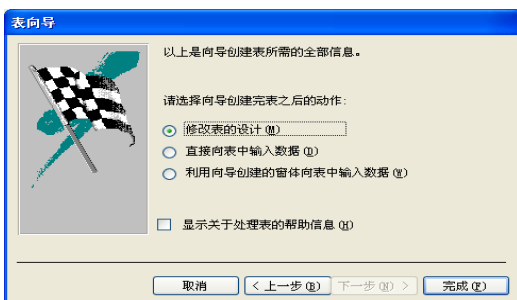 表向导
以上是向导创建表所需的全部信息。
请选择向导创建完表之后的动作:
修改表的设计(M)
直接向表中输入数据(D)
利用向导创建的窗体向表中输入数据(W)
显示关于处理表的帮助信息(H)
取消 < 上一步(B) 下一步(N) > 完成(F)